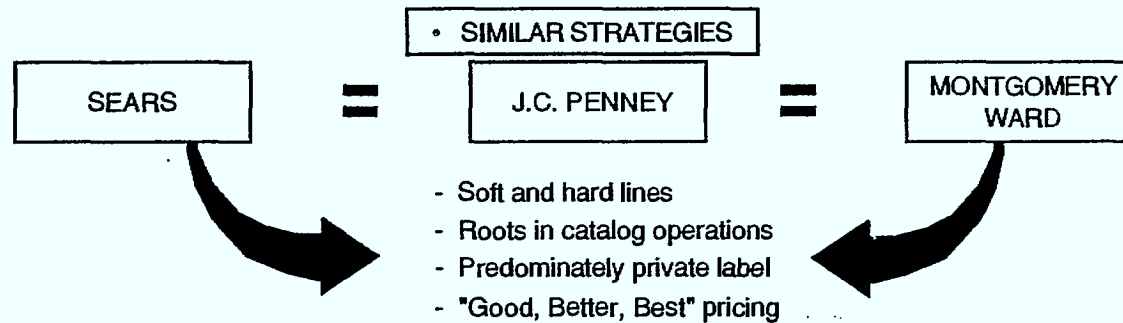 • SIMILAR STRATEGIES
SEARS
=
J.C. PENNEY
=
MONTGOMERY
WARD
- Soft and hard lines
- Roots in catalog operations
- Predominately private label
- "Good, Better, Best" pricing